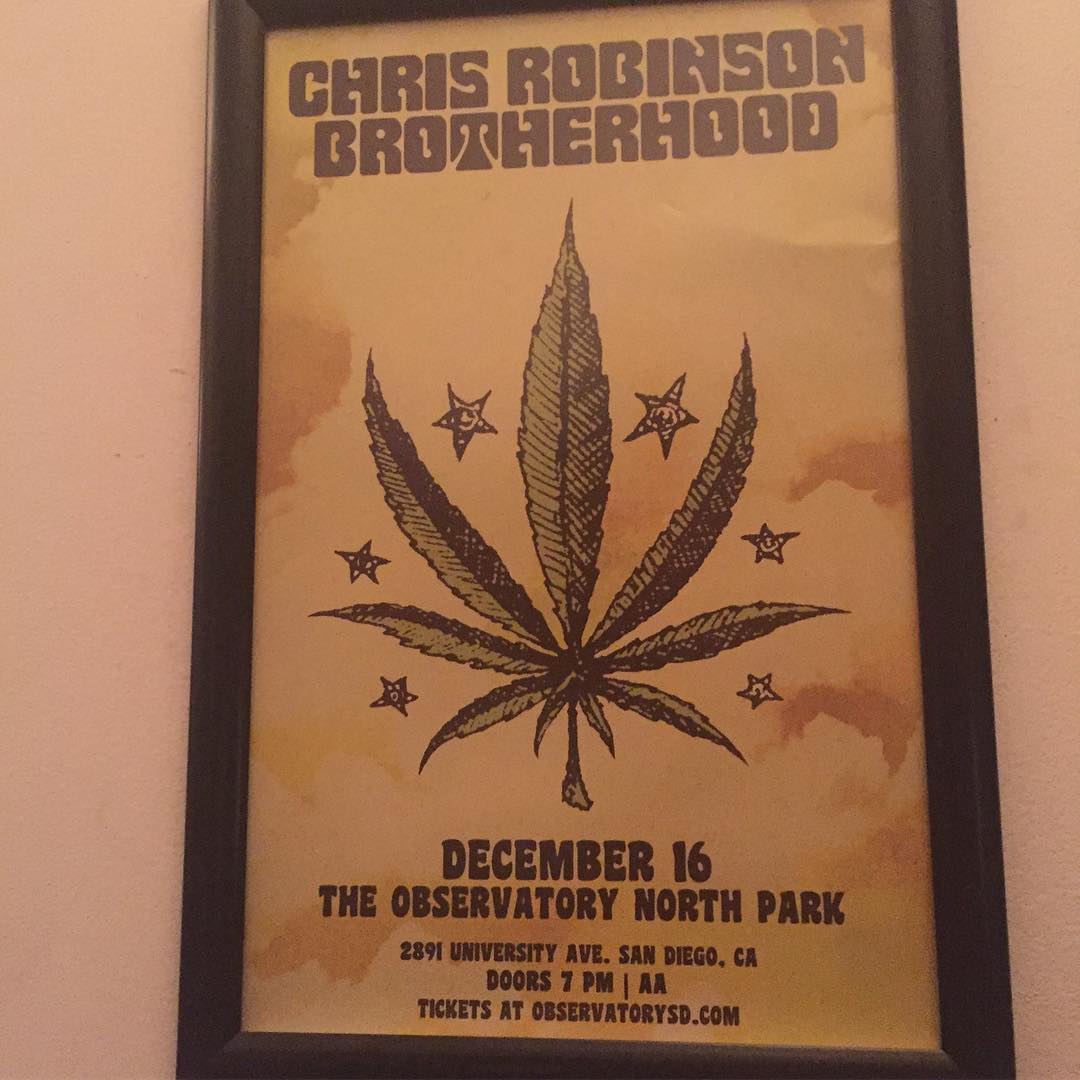 CHRIS ROBINSON
BROTHERHOOD
DECEMBER 16
THE OBSERVATORY NORTH PARK
2891 UNIVERSITY AVE. SAN DIEGO, CA
DOORS 7 PM | AA
TICKETS AT OBSERVATORYSD.COM